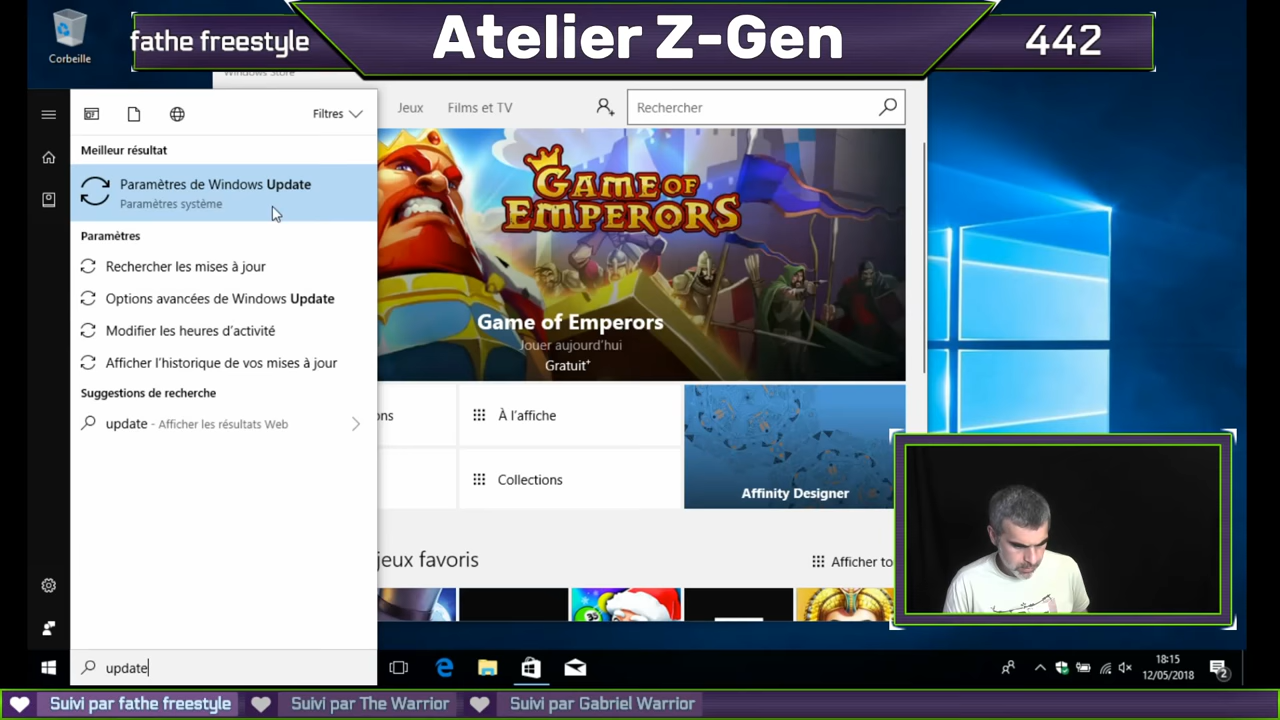 fathe freestyle
Atelier Z-Gen
442
Corbeille
Windows Store
Filtres
Jeux
Films et TV
Rechercher
Meilleur résultat
Paramètres de Windows Update
Paramètres système
Paramètres
Rechercher les mises à jour
Options avancées de Windows Update
Modifier les heures d'activité
Afficher l'historique de vos mises à jour
Suggestions de recherche
update - Afficher les résultats Web
GAME OF
EMPERORS
Game of Emperors
Jouer aujourd'hui
Gratuit+
ons
À l'affiche
Collections
Affinity Designer
jeux favoris
Afficher to
update
18:15
12/05/2018
2
Suivi par fathe freestyle
Suivi par The Warrior
Suivi par Gabriel Warrior